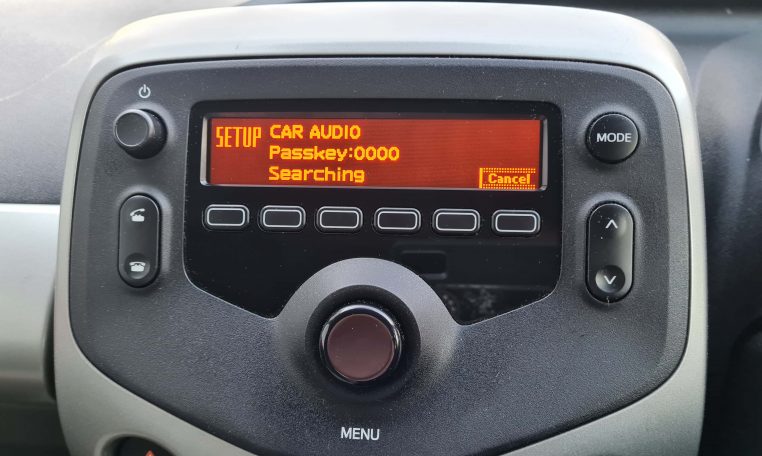 SETUP CAR AUDIO
Passkey:0000
Searching
Cancel
MODE
MENU